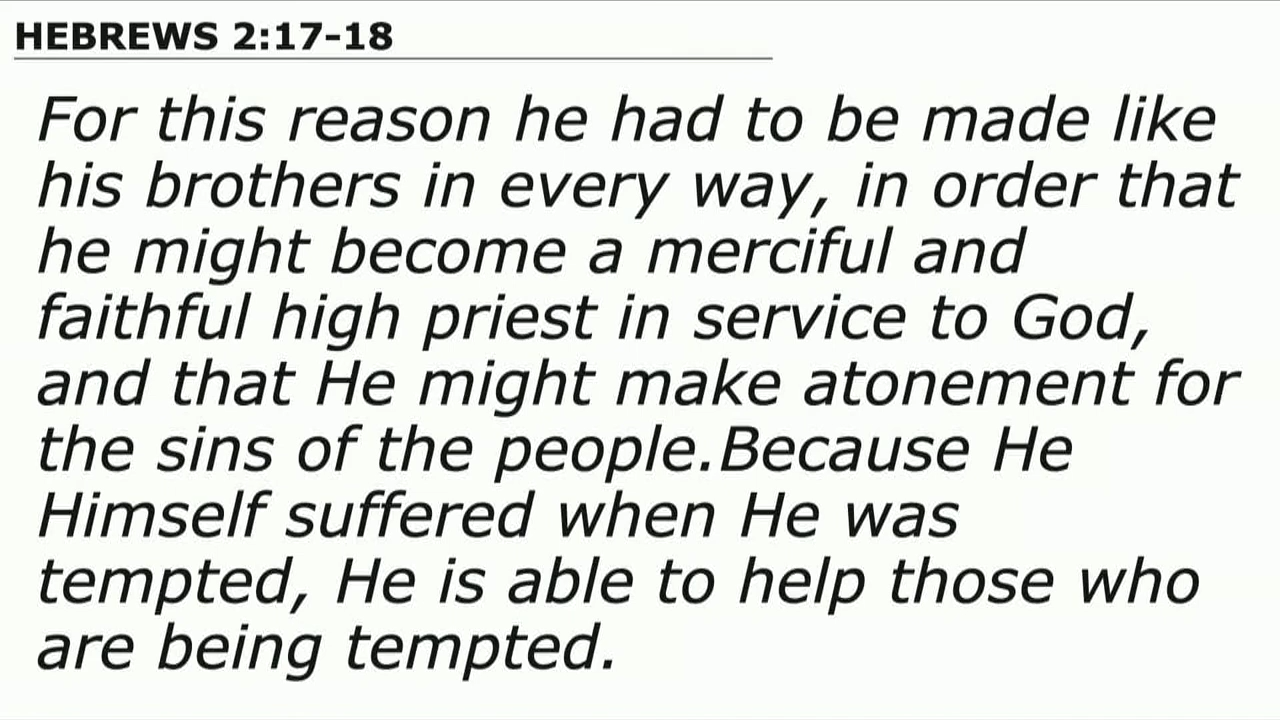 HEBREWS 2:17-18
For this reason he had to be made like
his brothers in every way, in order that
he might become a merciful and
faithful high priest in service to God,
and that He might make atonement for
the sins of the people.Because He
Himself suffered when He was
tempted, He is able to help those who
are being tempted.